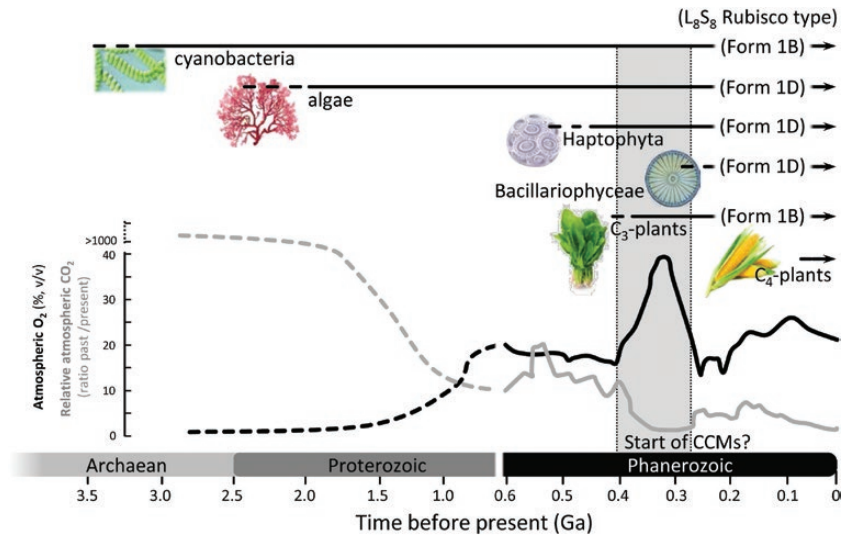 (L₈S₈ Rubisco type)
cyanobacteria
(Form 1B)
algae
(Form 1D)
Haptophyta
(Form 1D)
(Form 1D)
Bacillariophyceae
(Form 1B)
C₃-plants
C₄-plants
Atmospheric O₂ (%, v/v)
Relative atmospheric CO₂
(ratio past /present)
>1000
40
30
20
10
0
Start of CCMs?
Archaean
Proterozoic
Phanerozoic
3.5
3.0
2.5
2.0
1.5
1.0
0.6
0.5
0.4
0.3
0.2
0.1
0
Time before present (Ga)